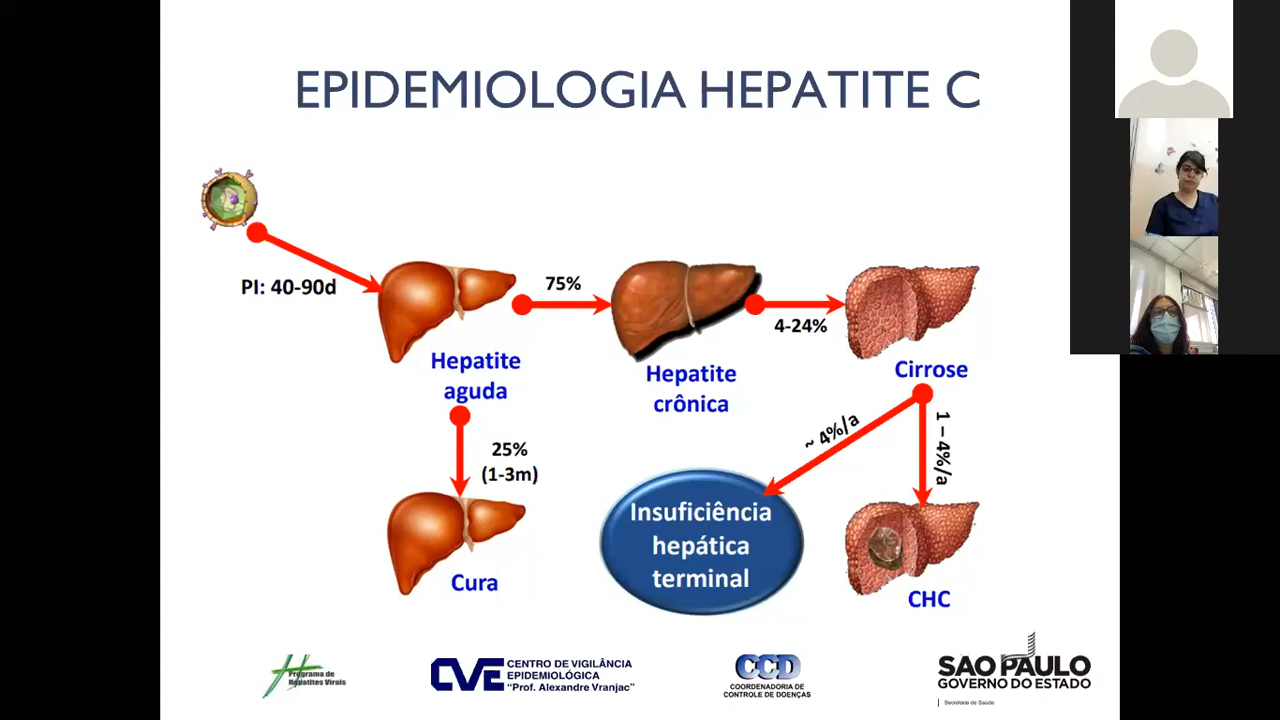 EPIDEMIOLOGIA HEPATITE C
PI: 40-90d
75%
4-24%
Hepatite
aguda
Hepatite
crônica
Cirrose
25%
(1-3m)
~ 4%/a
1 – 4%/a
Insuficiência
hepática
terminal
Cura
CHC
Programa de
Hepatites Virais
CVE
CENTRO DE VIGILÂNCIA
EPIDEMIOLÓGICA
“Prof. Alexandre Vranjac”
CCD
COORDENADORIA DE
CONTROLE DE DOENÇAS
SÃO PAULO
GOVERNO DO ESTADO
Secretaria de Saúde